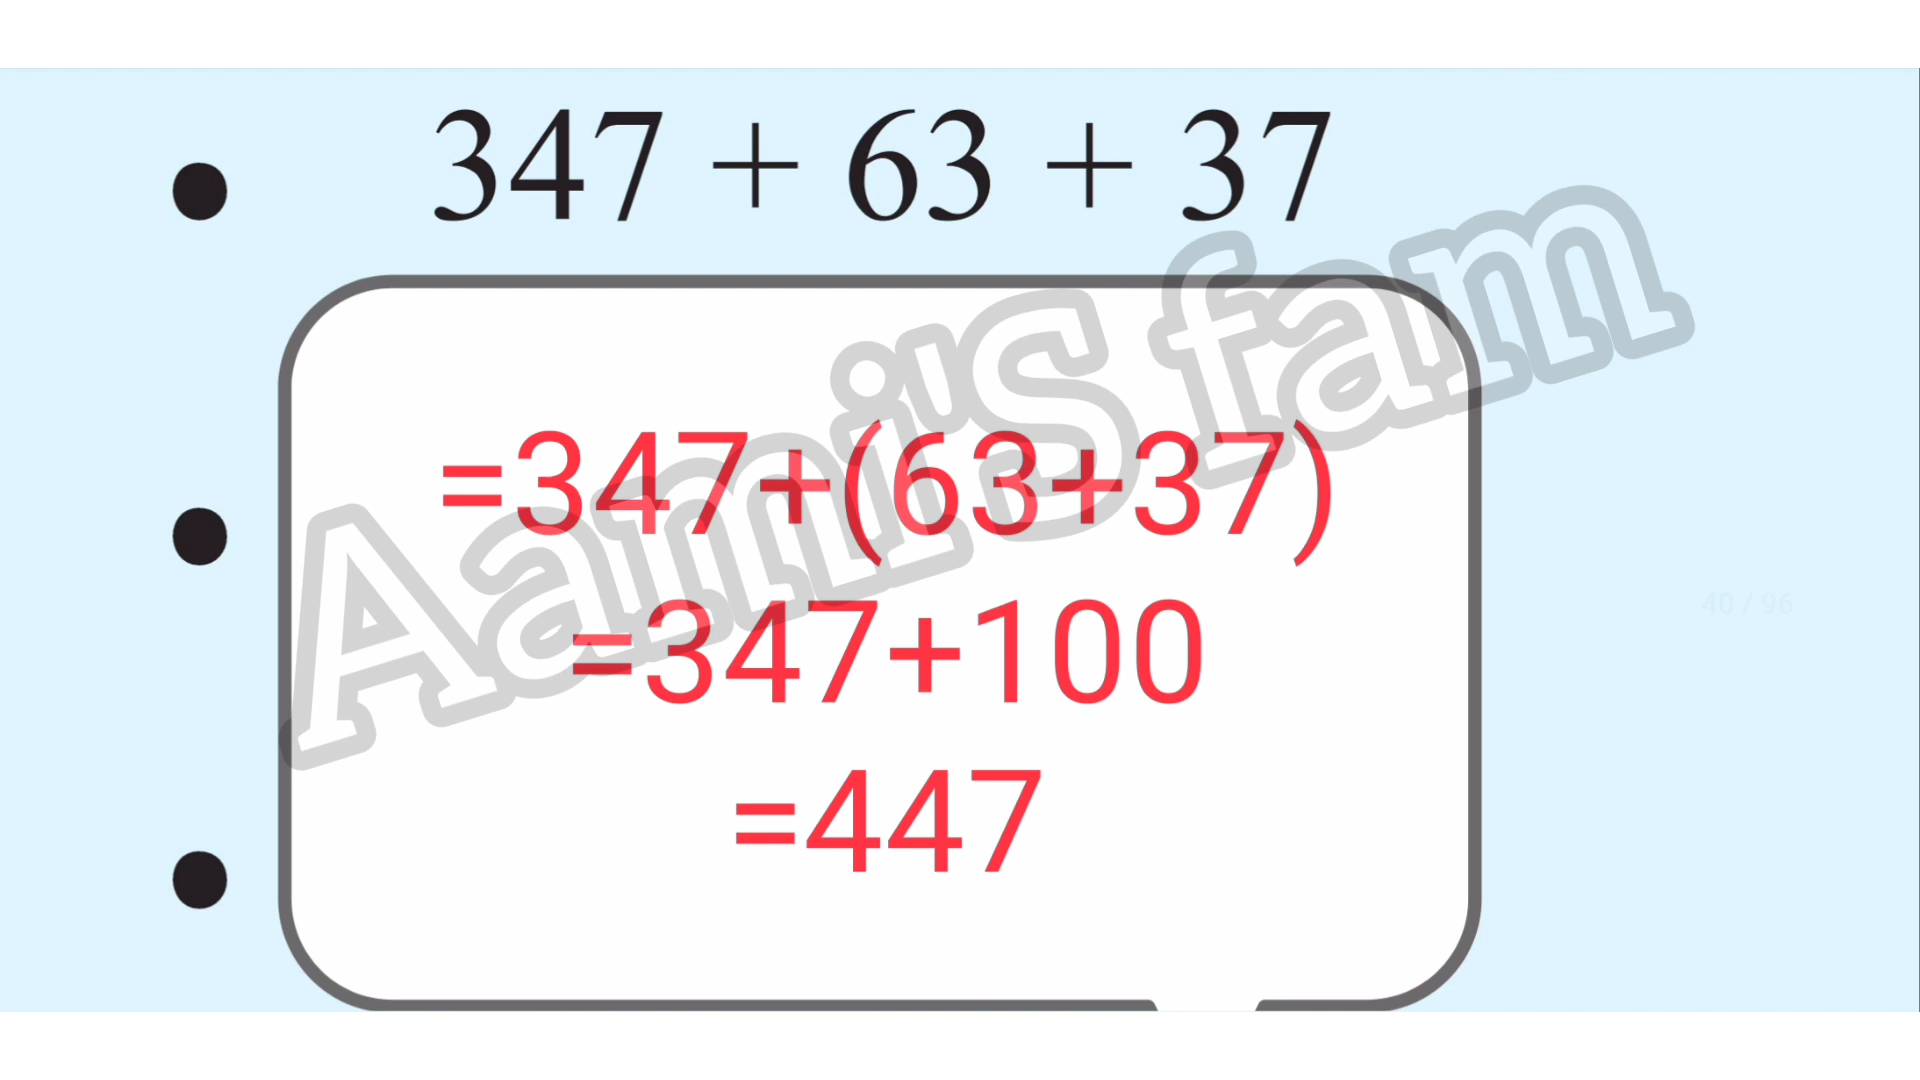 347 + 63 + 37
Aami'S fam
=347+(63+37)
=347+100
=447
40 / 96